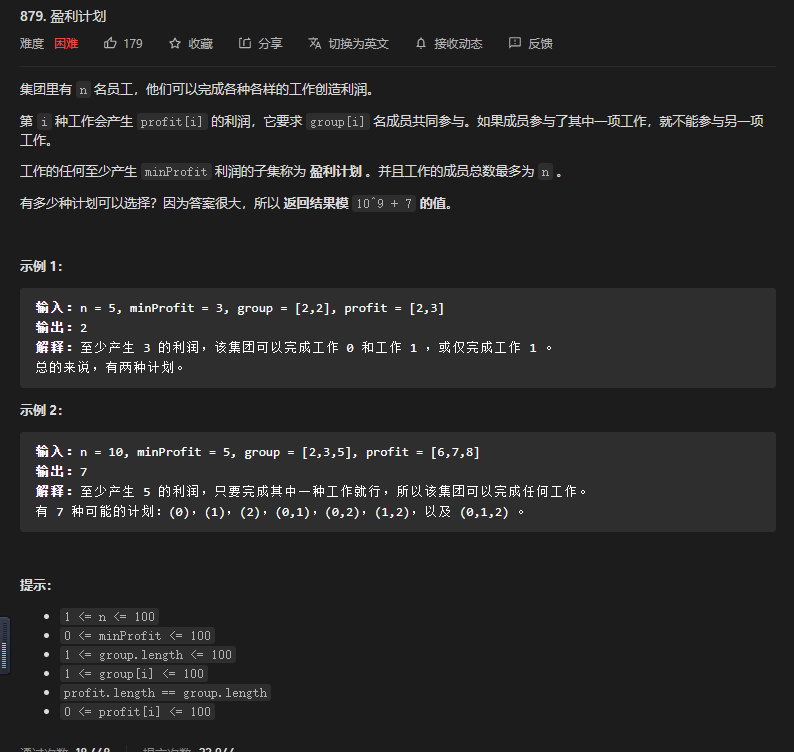 879. 盈利计划
难度 困难 179 收藏 分享 切换为英文 接收动态 反馈
集团里有 n 名员工，他们可以完成各种各样的工作创造利润。
第 i 种工作会产生 profit[i] 的利润，它要求 group[i] 名成员共同参与。如果成员参与了其中一项工作，就不能参与另一项
工作。
工作的任何至少产生 minProfit 利润的子集称为 盈利计划 。并且工作的成员总数最多为 n 。
有多少种计划可以选择？因为答案很大，所以 返回结果模 10^9 + 7 的值。
示例 1：
输入：n = 5, minProfit = 3, group = [2,2], profit = [2,3]
输出：2
解释：至少产生 3 的利润，该集团可以完成工作 0 和工作 1 ，或仅完成工作 1 。
总的来说，有两种计划。
示例 2：
输入：n = 10, minProfit = 5, group = [2,3,5], profit = [6,7,8]
输出：7
解释：至少产生 5 的利润，只要完成其中一种工作就行，所以该集团可以完成任何工作。
有 7 种可能的计划：(0)，(1)，(2)，(0,1)，(0,2)，(1,2)，以及 (0,1,2) 。
提示：
1 <= n <= 100
0 <= minProfit <= 100
1 <= group.length <= 100
1 <= group[i] <= 100
profit.length == group.length
0 <= profit[i] <= 100